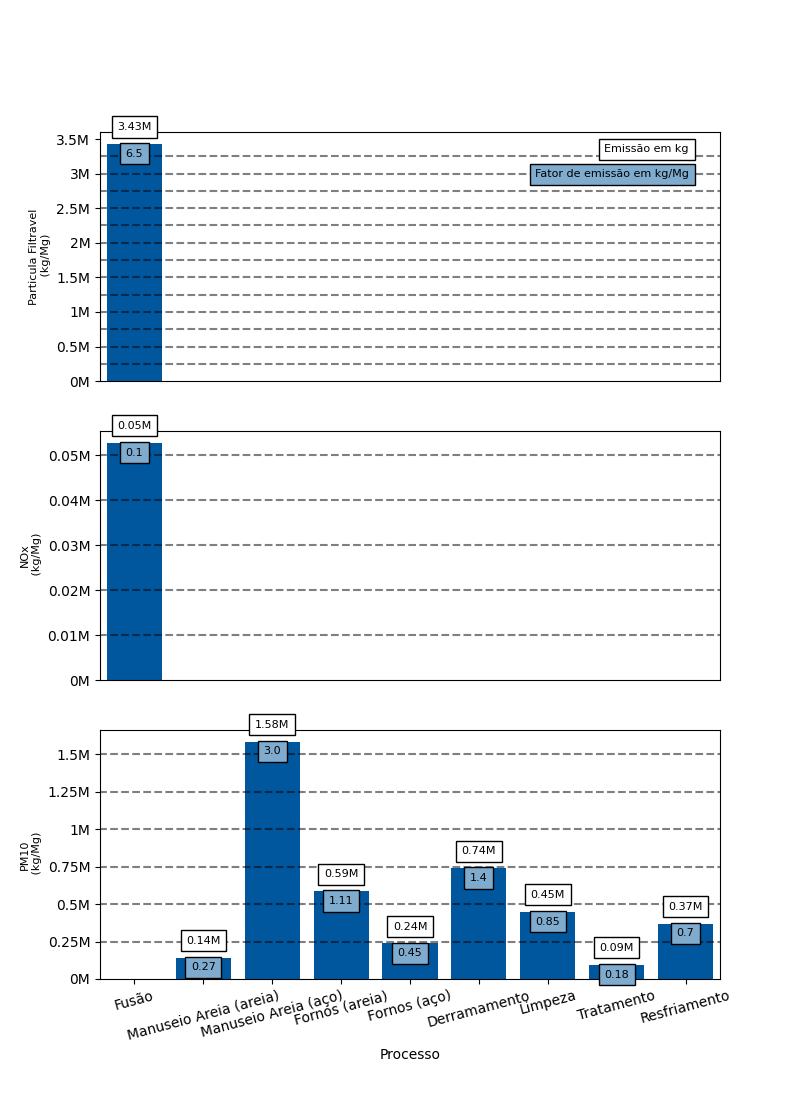 3.43M
3.5M
6.5
Emissão em kg
3M
Fator de emissão em kg/Mg
2.5M
Particula Filtravel
(kg/Mg)
2M
1.5M
1M
0.5M
0M
0.05M
0.1
0.05M
0.04M
NOx
(kg/Mg)
0.03M
0.02M
0.01M
0M
1.58M
1.5M
3.0
1.25M
1M
PM10
(kg/Mg)
0.75M
0.74M
1.4
0.59M
1.11
0.5M
0.45M
0.85
0.37M
0.7
0.25M
0.14M
0.27
0.24M
0.45
0.09M
0.18
0M
Fusão
Manuseio Areia (areia)
Manuseio Areia (aço)
Fornos (areia)
Fornos (aço)
Derramamento
Limpeza
Tratamento
Resfriamento
Processo